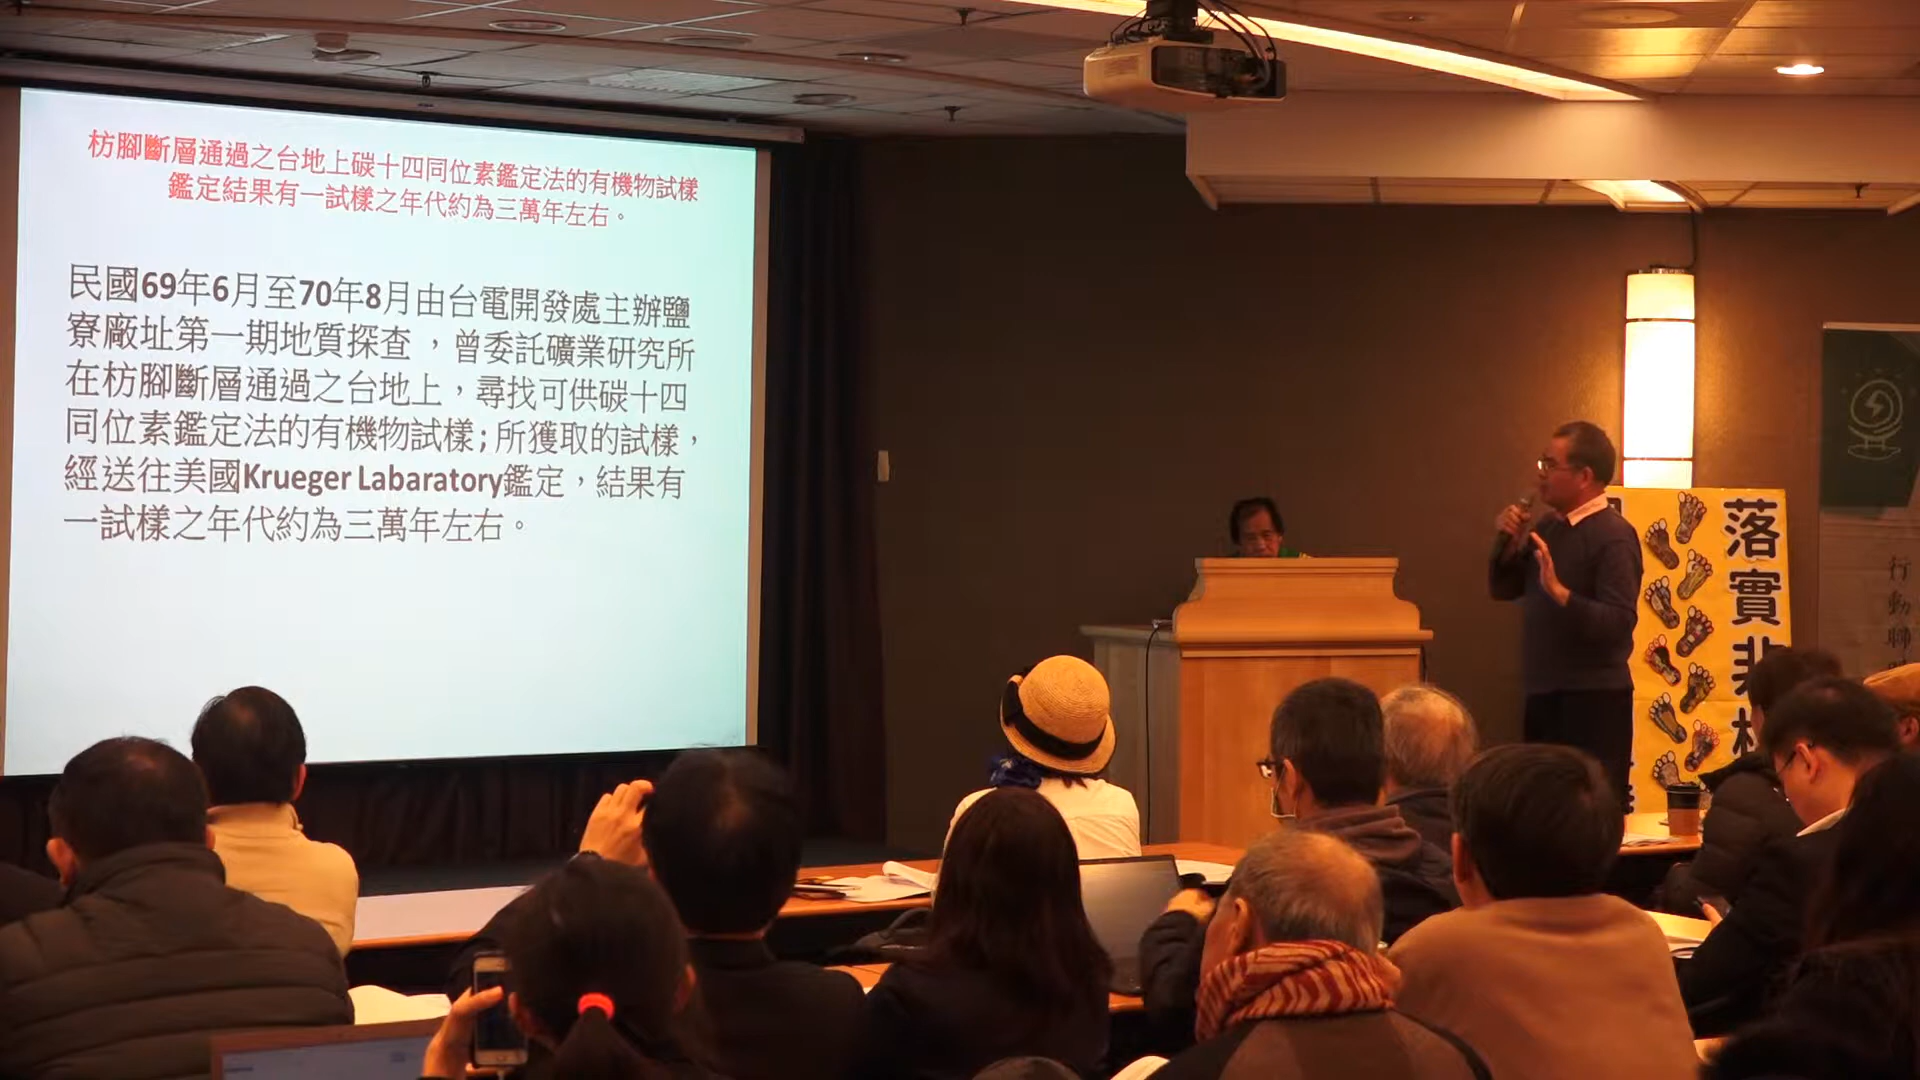 枋腳斷層通過之台地上碳十四同位素鑑定法的有機物試樣
鑑定結果有一試樣之年代約為三萬年左右。
民國69年6月至70年8月由台電開發處主辦鹽
寮廠址第一期地質探查，曾委託礦業研究所
在枋腳斷層通過之台地上，尋找可供碳十四
同位素鑑定法的有機物試樣;所獲取的試樣，
經送往美國Krueger Labaratory鑑定，結果有
一試樣之年代約為三萬年左右。
落實非核
行動聯